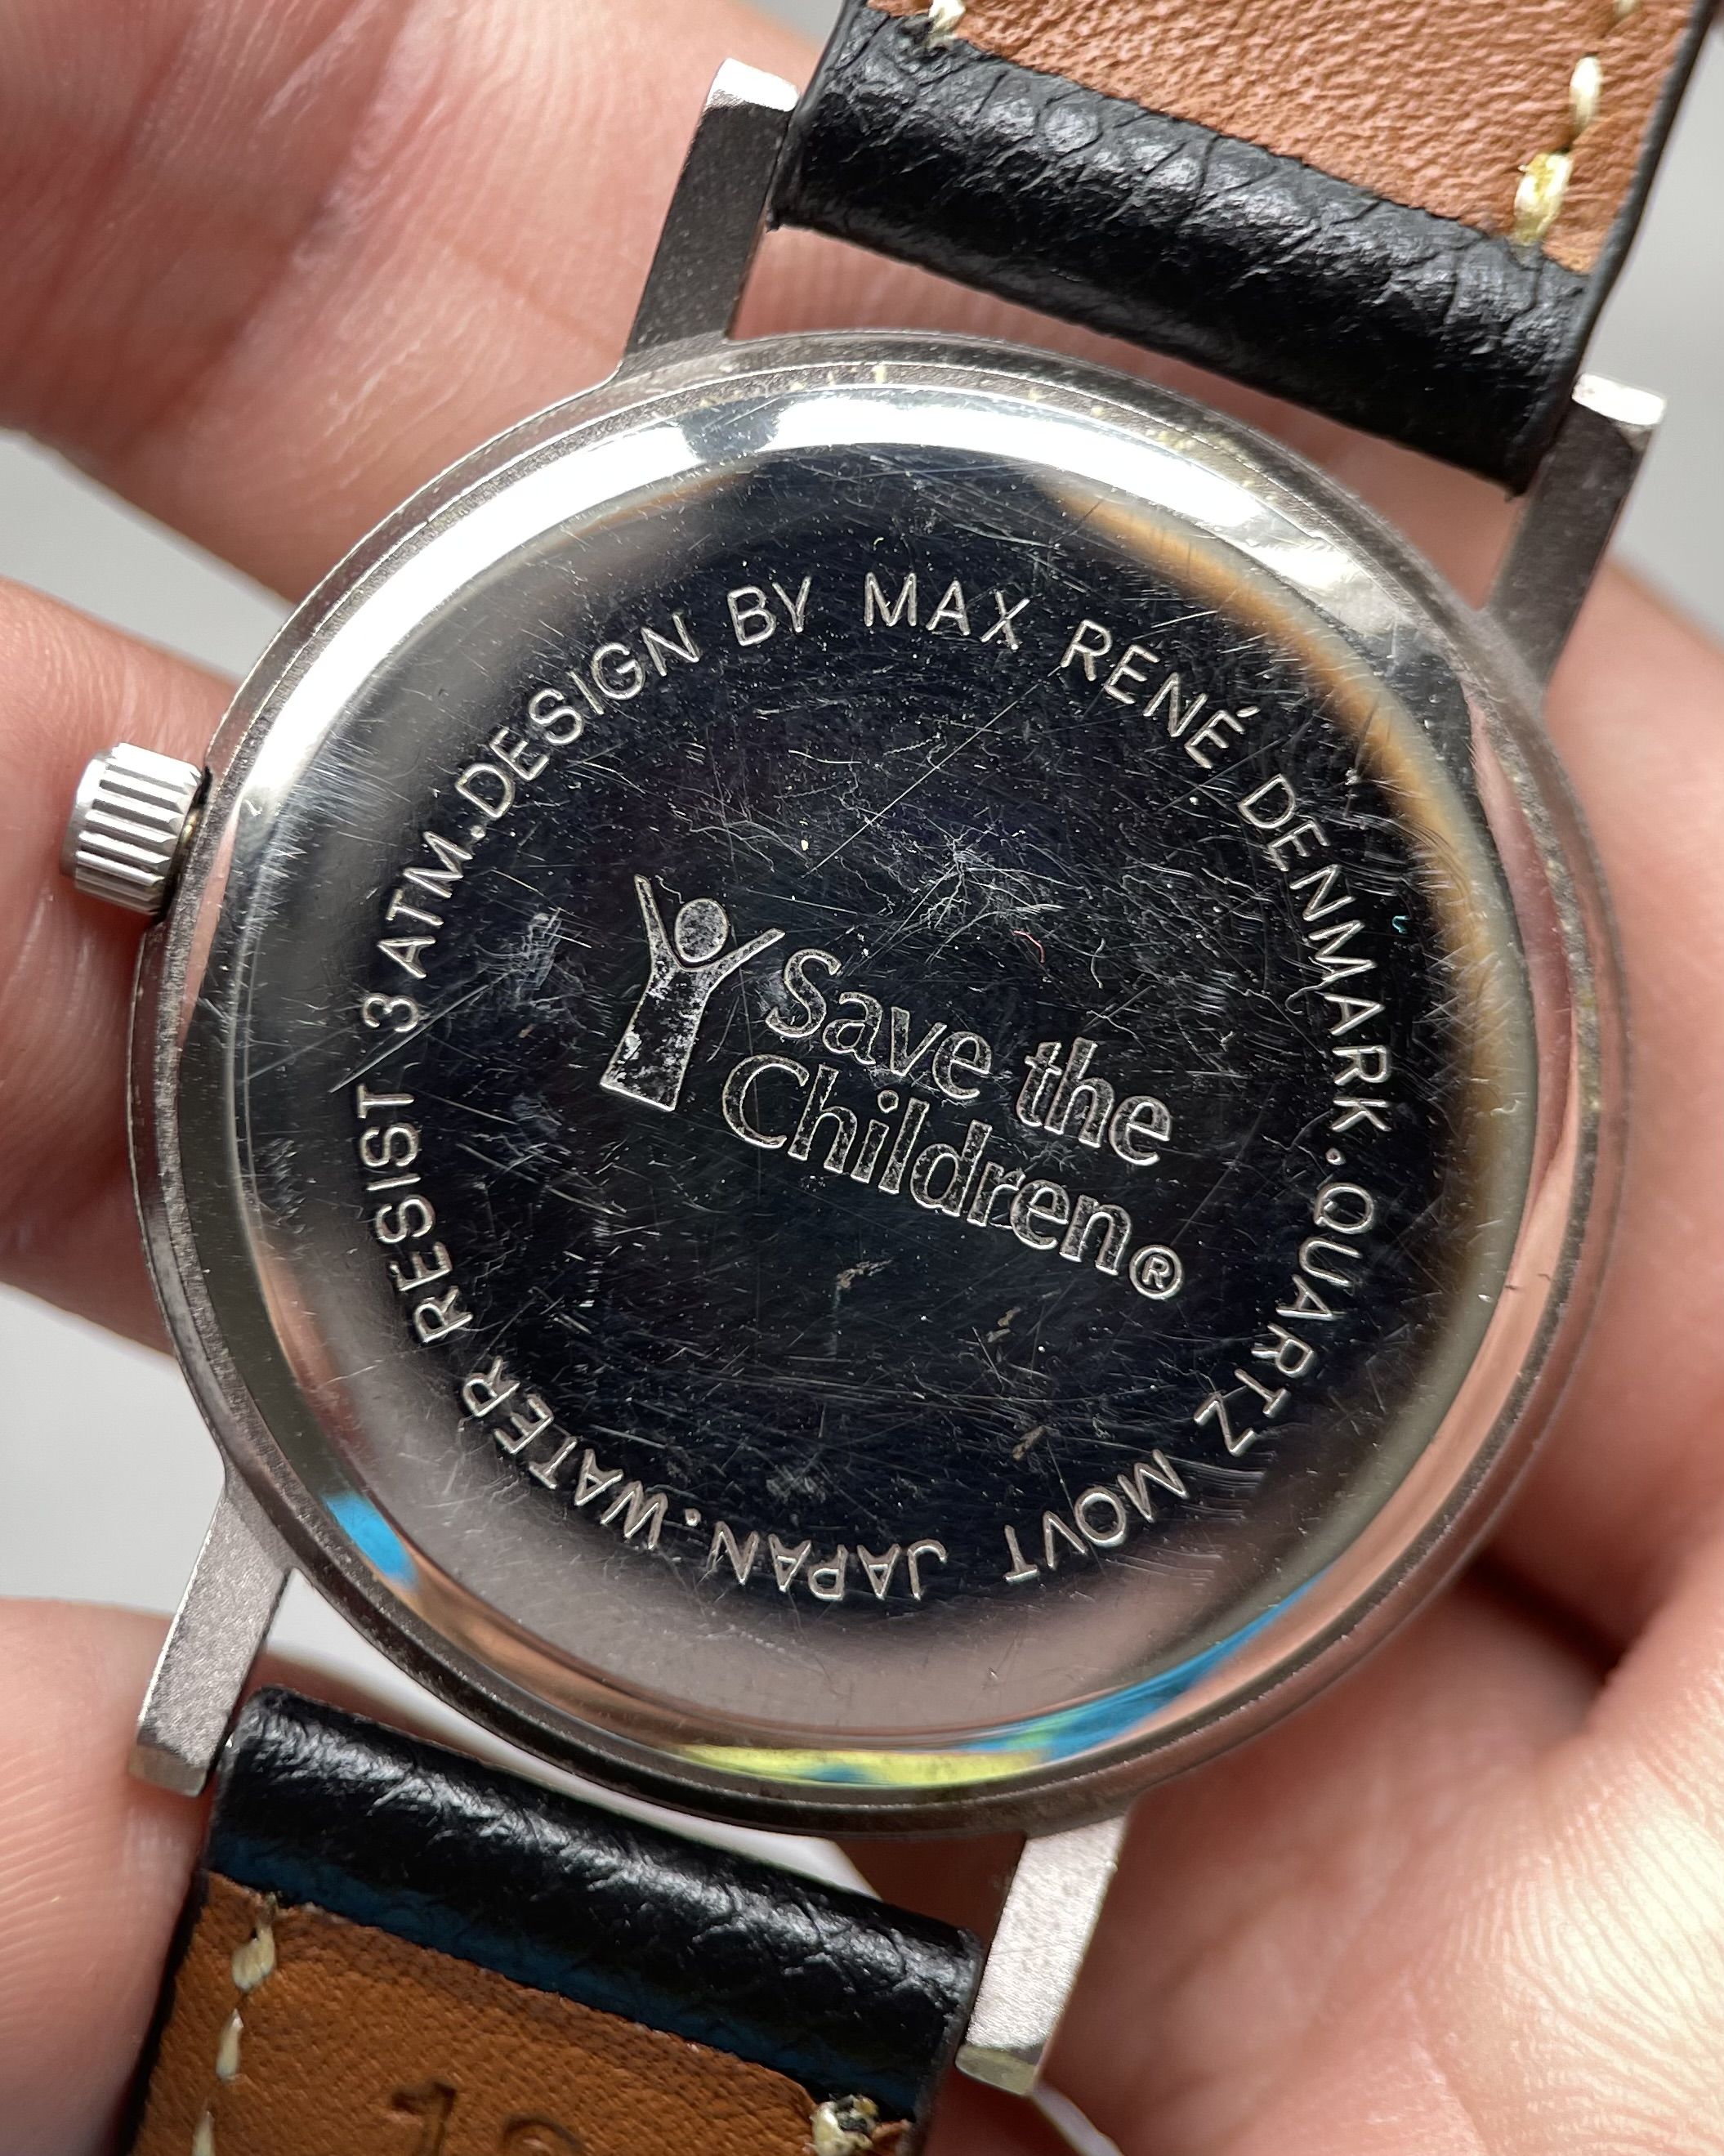 DESIGN BY MAX RENÉ DENMARK.QUARTZ MOVT JAPAN.WATER RESIST 3 ATM.
Save the
Children®